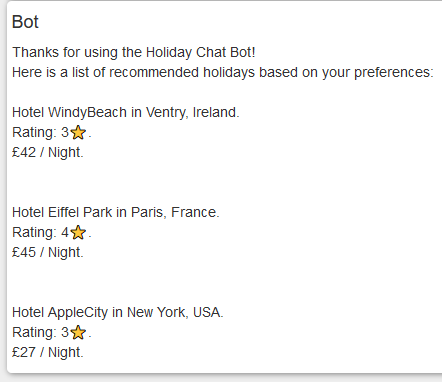 Bot
Thanks for using the Holiday Chat Bot!
Here is a list of recommended holidays based on your preferences:
Hotel WindyBeach in Ventry, Ireland.
Rating: 3⭐.
£42 / Night.
Hotel Eiffel Park in Paris, France.
Rating: 4⭐.
£45 / Night.
Hotel AppleCity in New York, USA.
Rating: 3⭐.
£27 / Night.